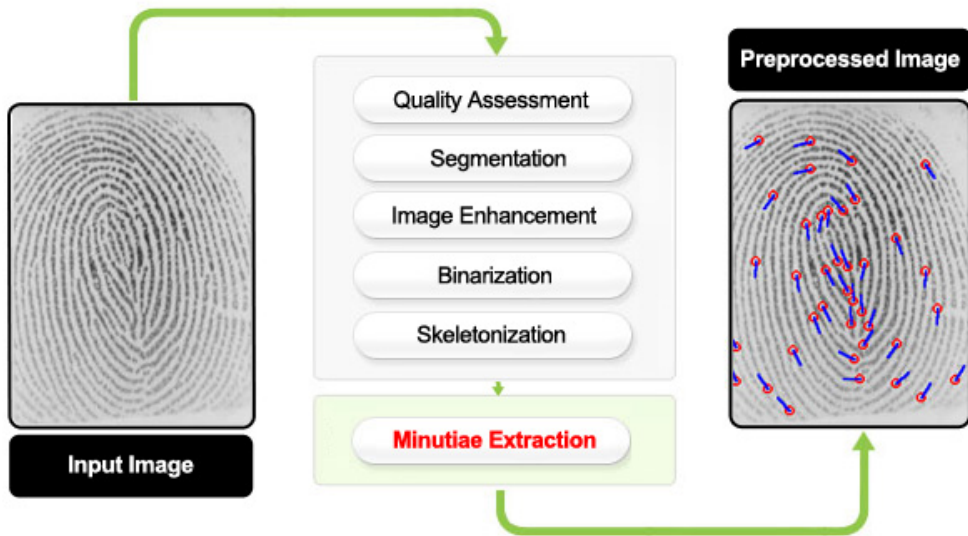 Input Image
Quality Assessment
Segmentation
Image Enhancement
Binarization
Skeletonization
Minutiae Extraction
Preprocessed Image